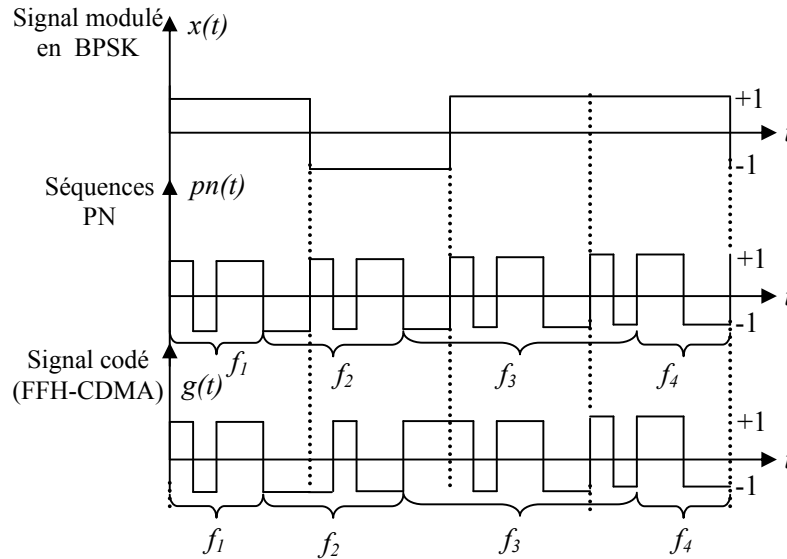 Signal modulé
en BPSK
x(t)
+1
t
-1
Séquences
PN
pn(t)
+1
t
-1
f1 f2 f3 f4
Signal codé
(FFH-CDMA)
g(t)
+1
t
-1
f1 f2 f3 f4